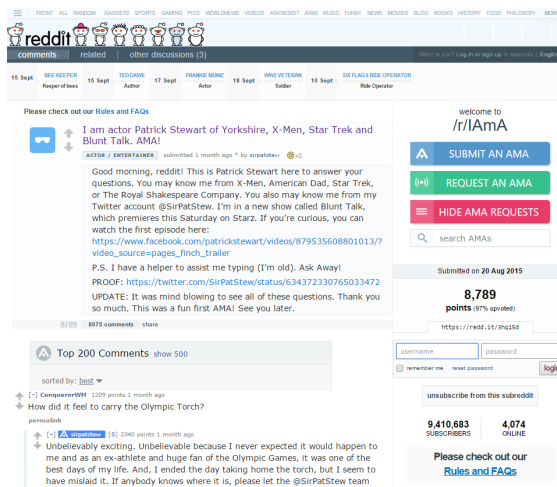 FRONT ALL RANDOM GADGETS SPORTS GAMING PICS WORLDNEWS VIDEOS ASKREDDIT AWW MUSIC FUNNY NEWS MOVIES BLOG BOOKS HISTORY FOOD PHILOSOPH MORE
reddit
comments related other discussions (3)
Want to join? Log in or sign up in seconds. | English
15 Sept BEE KEEPER Keeper of bees
15 Sept TED DAWE Author
17 Sept FRANKIE MUNIZ Actor
18 Sept WW2 VETERAN Soldier
10 Sept SIX FLAGS RIDE OPERATOR Ride Operator
Please check out our Rules and FAQs
I am actor Patrick Stewart of Yorkshire, X-Men, Star Trek and
Blunt Talk. AMA!
ACTOR / ENTERTAINER submitted 1 month ago * by sirpatstew x2
Good morning, reddit! This is Patrick Stewart here to answer your
questions. You may know me from X-Men, American Dad, Star Trek,
or The Royal Shakespeare Company. You also may know me from my
Twitter account @SirPatStew. I'm in a new show called Blunt Talk,
which premieres this Saturday on Starz. If you're curious, you can
watch the first episode here:
https://www.facebook.com/patrickstewart/videos/879535608801013/?
video_source=pages_finch_trailer
P.S. I have a helper to assist me typing (I'm old). Ask Away!
PROOF: https://twitter.com/SirPatStew/status/634372330765033472
UPDATE: It was mind blowing to see all of these questions. Thank you
so much. This was a fun first AMA! See you later.
8789 8075 comments share
Top 200 Comments show 500
sorted by: best
[-] ConquerorWM 1209 points 1 month ago
How did it feel to carry the Olympic Torch?
permalink
[-] sirpatstew [S] 2340 points 1 month ago
Unbelievably exciting. Unbelievable because I never expected it would happen to
me and as an ex-athlete and huge fan of the Olympic Games, it was one of the
best days of my life. And, I ended the day taking home the torch, but I seem to
have mislaid it. If anybody knows where it is, please let the @SirPatStew team
welcome to
/r/IAmA
SUBMIT AN AMA
REQUEST AN AMA
HIDE AMA REQUESTS
search AMAs
Submitted on 20 Aug 2015
8,789
points (97% upvoted)
https://redd.it/3hqi5d
username password
remember me reset password login
unsubscribe from this subreddit
9,410,683 4,074
SUBSCRIBERS ONLINE
Please check out our
Rules and FAQs